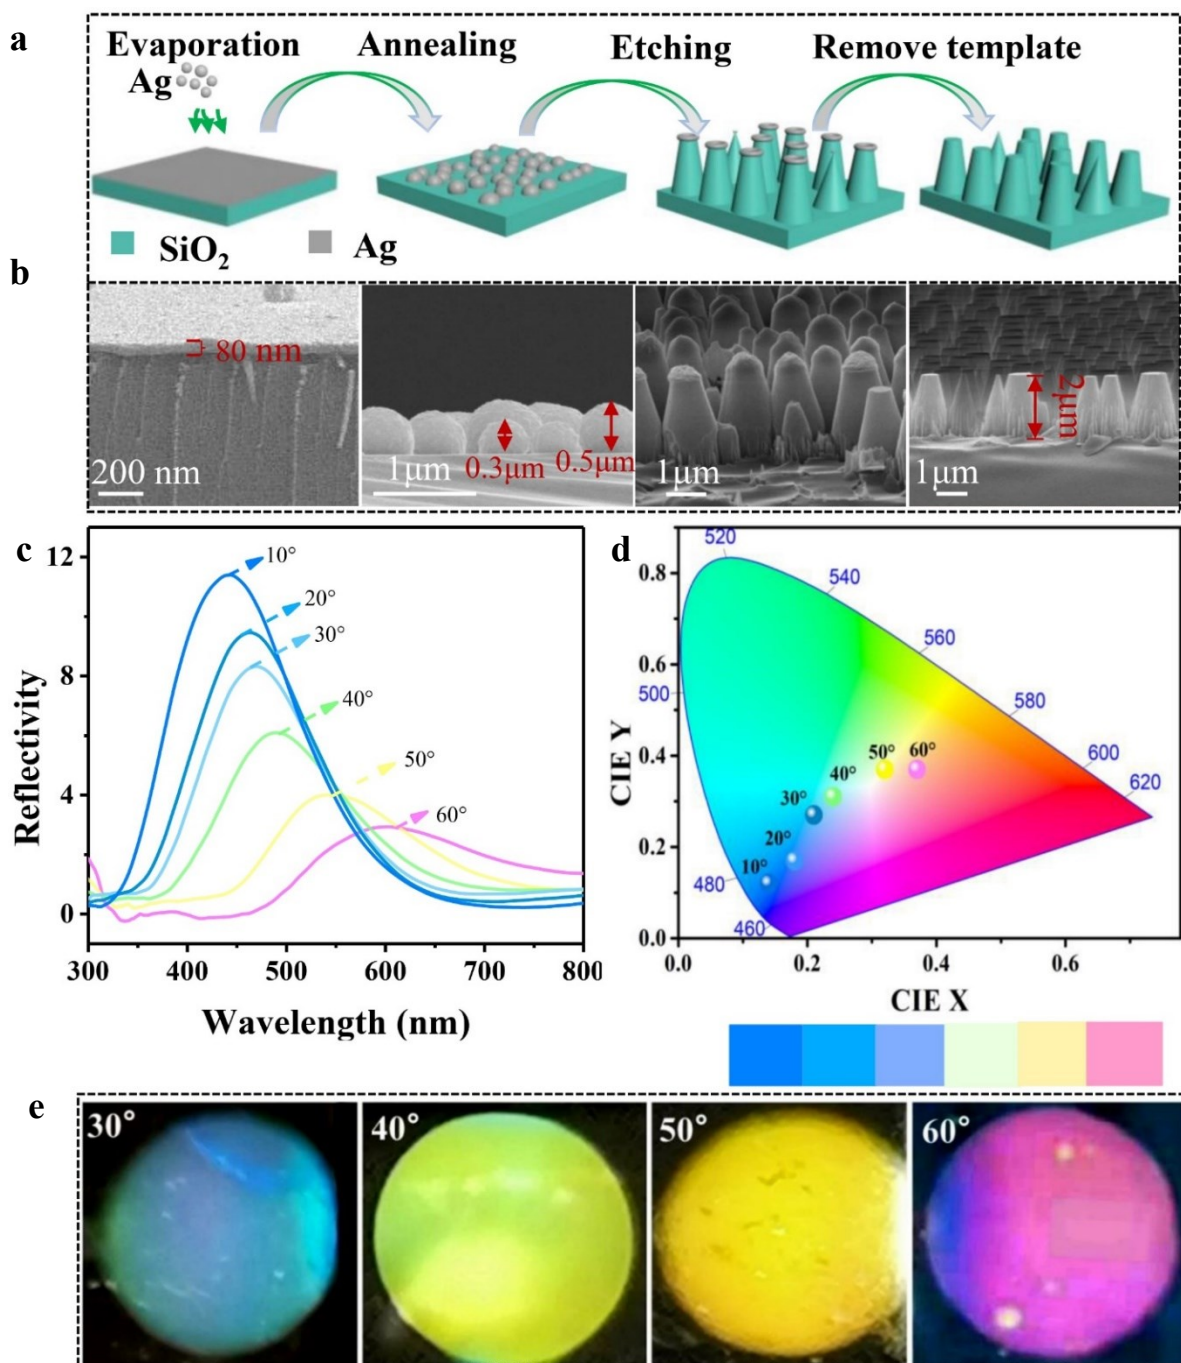 a
Evaporation Annealing Etching Remove template
Ag
SiO2 Ag
b
80 nm
200 nm
1μm
0.3μm
0.5μm
1μm
2μm
1μm
c
Reflectivity
12
8
4
0
10°
20°
30°
40°
50°
60°
300 400 500 600 700 800
Wavelength (nm)
d
CIE Y
0.8
0.6
0.4
0.2
0.0
520
540
560
500
580
600
620
480
460
10°
20°
30°
40°
50°
60°
0.0 0.2 0.4 0.6
CIE X
e
30° 40° 50° 60°